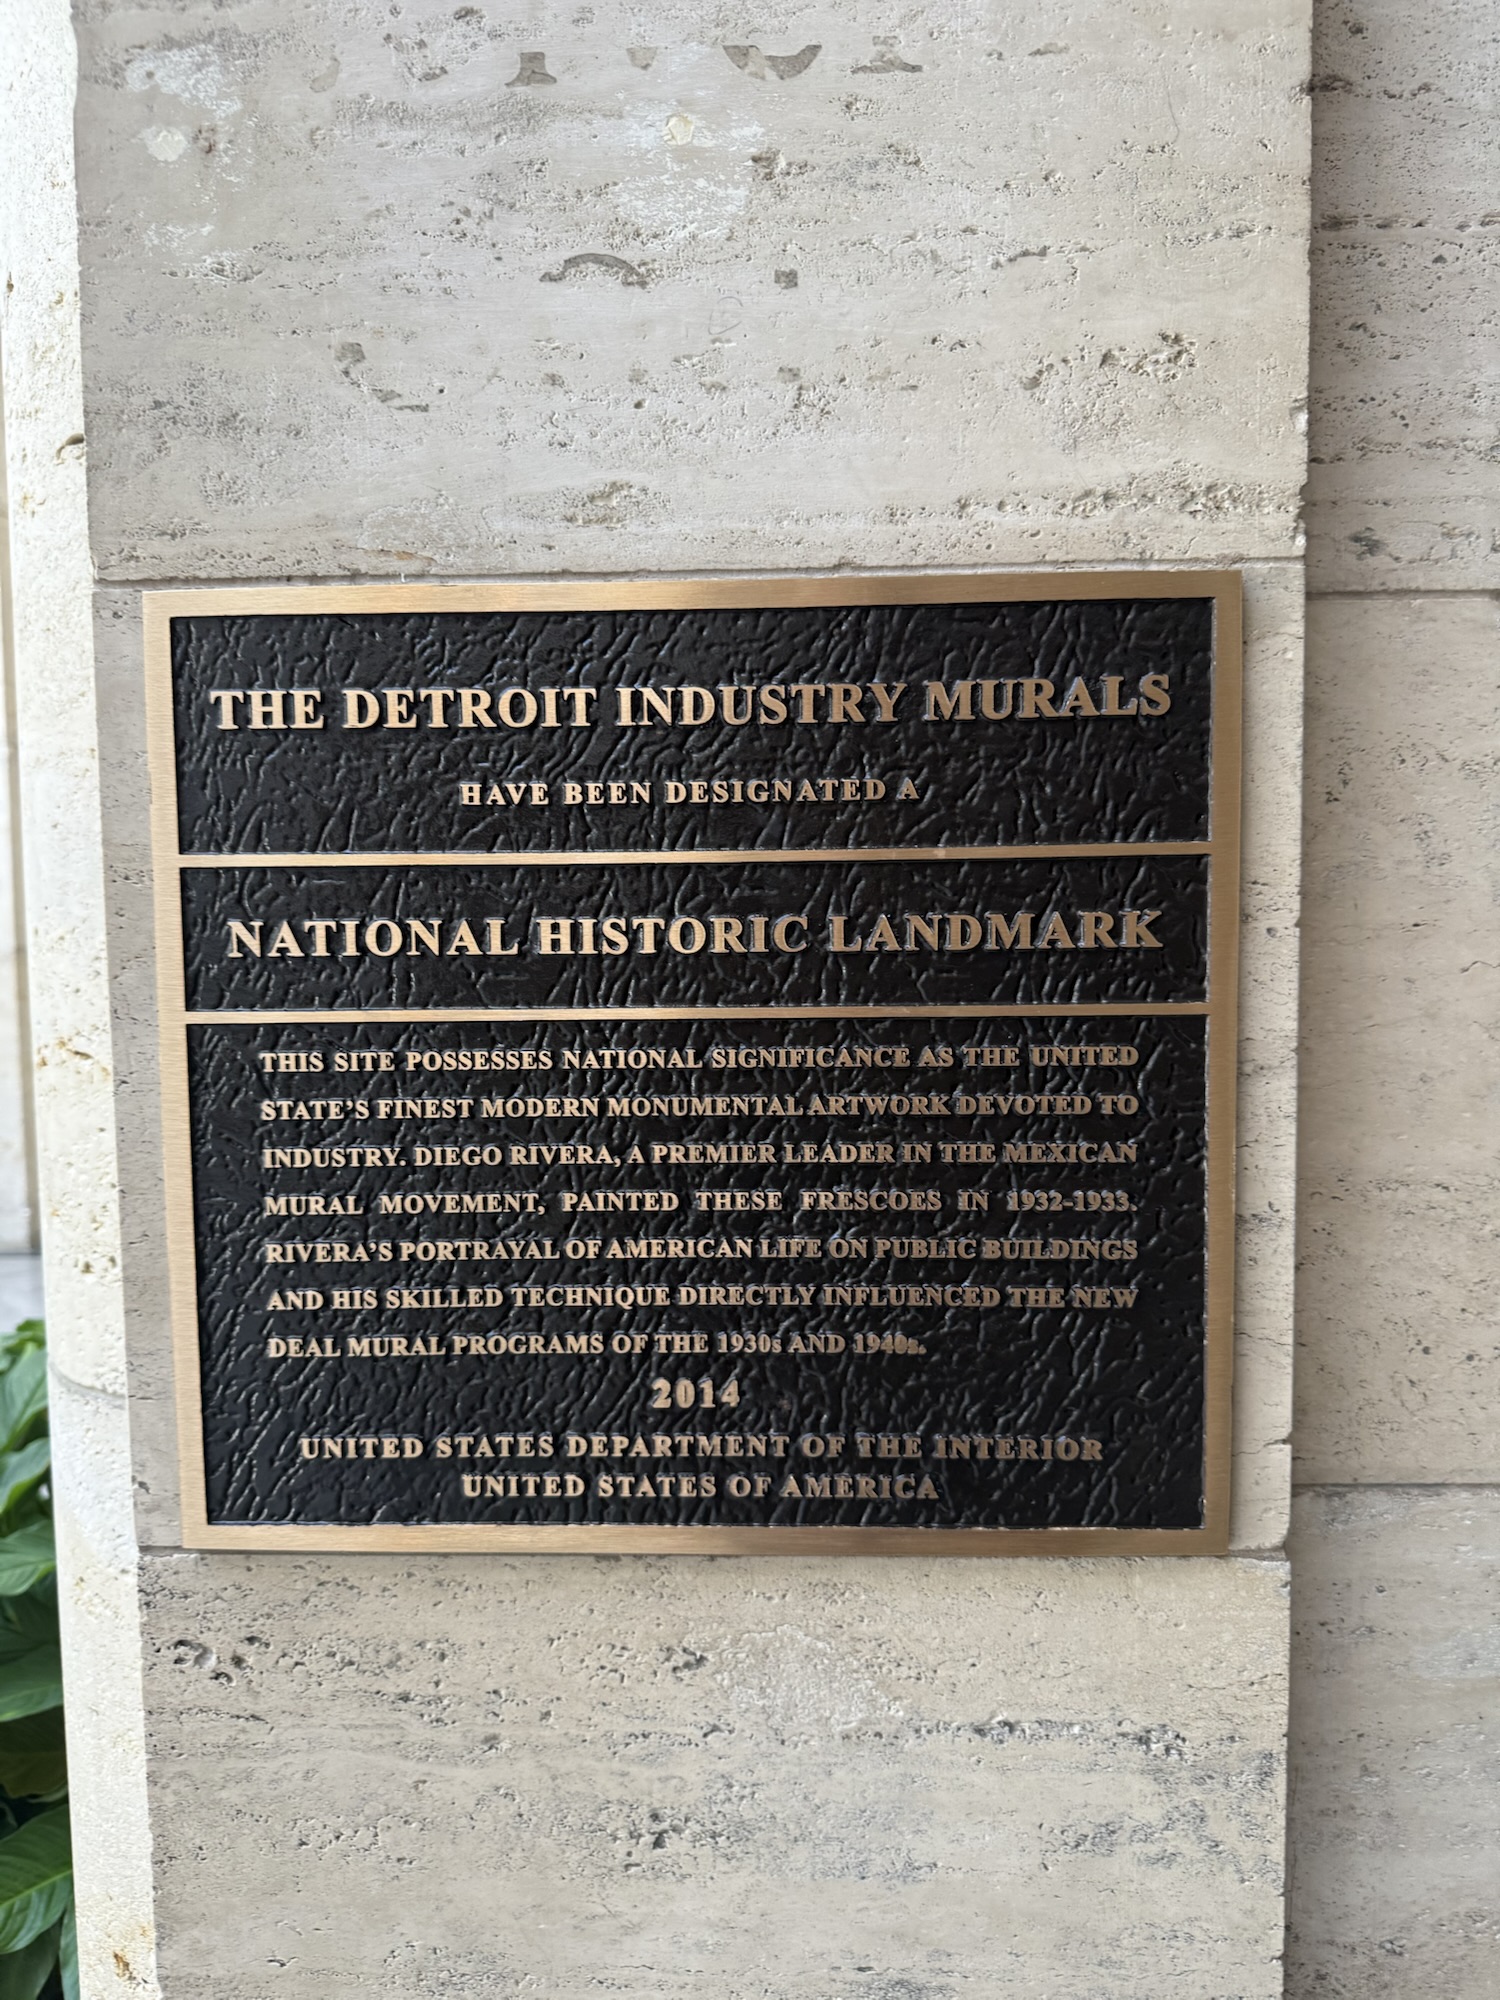 THE DETROIT INDUSTRY MURALS
HAVE BEEN DESIGNATED A
NATIONAL HISTORIC LANDMARK
THIS SITE POSSESSES NATIONAL SIGNIFICANCE AS THE UNITED
STATE'S FINEST MODERN MONUMENTAL ARTWORK DEVOTED TO
INDUSTRY. DIEGO RIVERA, A PREMIER LEADER IN THE MEXICAN
MURAL MOVEMENT, PAINTED THESE FRESCOES IN 1932-1933.
RIVERA'S PORTRAYAL OF AMERICAN LIFE ON PUBLIC BUILDINGS
AND HIS SKILLED TECHNIQUE DIRECTLY INFLUENCED THE NEW
DEAL MURAL PROGRAMS OF THE 1930s AND 1940s.
2014
UNITED STATES DEPARTMENT OF THE INTERIOR
UNITED STATES OF AMERICA